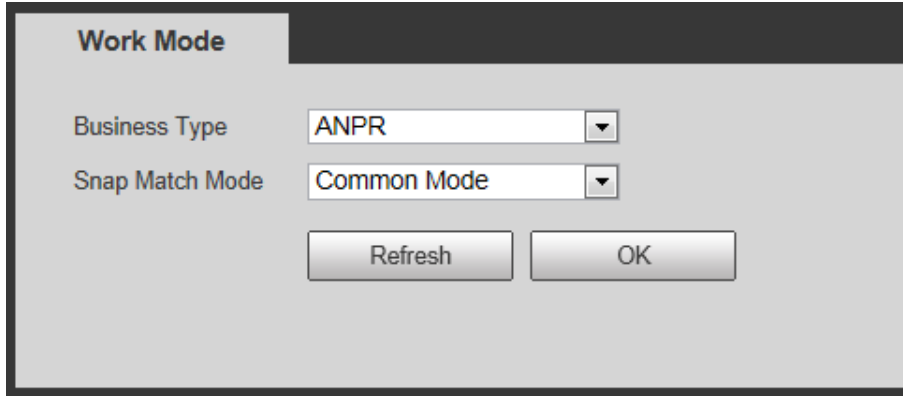 Work Mode
Business Type ANPR
Snap Match Mode Common Mode
Refresh OK